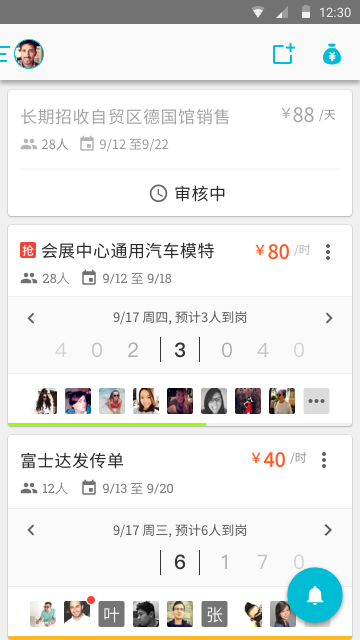 12:30
长期招收自贸区德国馆销售 ￥88 /天
28人 9/12 至9/22
审核中
抢 会展中心通用汽车模特 ￥80 /时
28人 9/12 至 9/18
9/17 周四, 预计3人到岗
4 0 2 3 0 4 0
富士达发传单 ￥40 /时
12人 9/13 至 9/20
9/17 周三, 预计6人到岗
6 1 7 0
叶 张